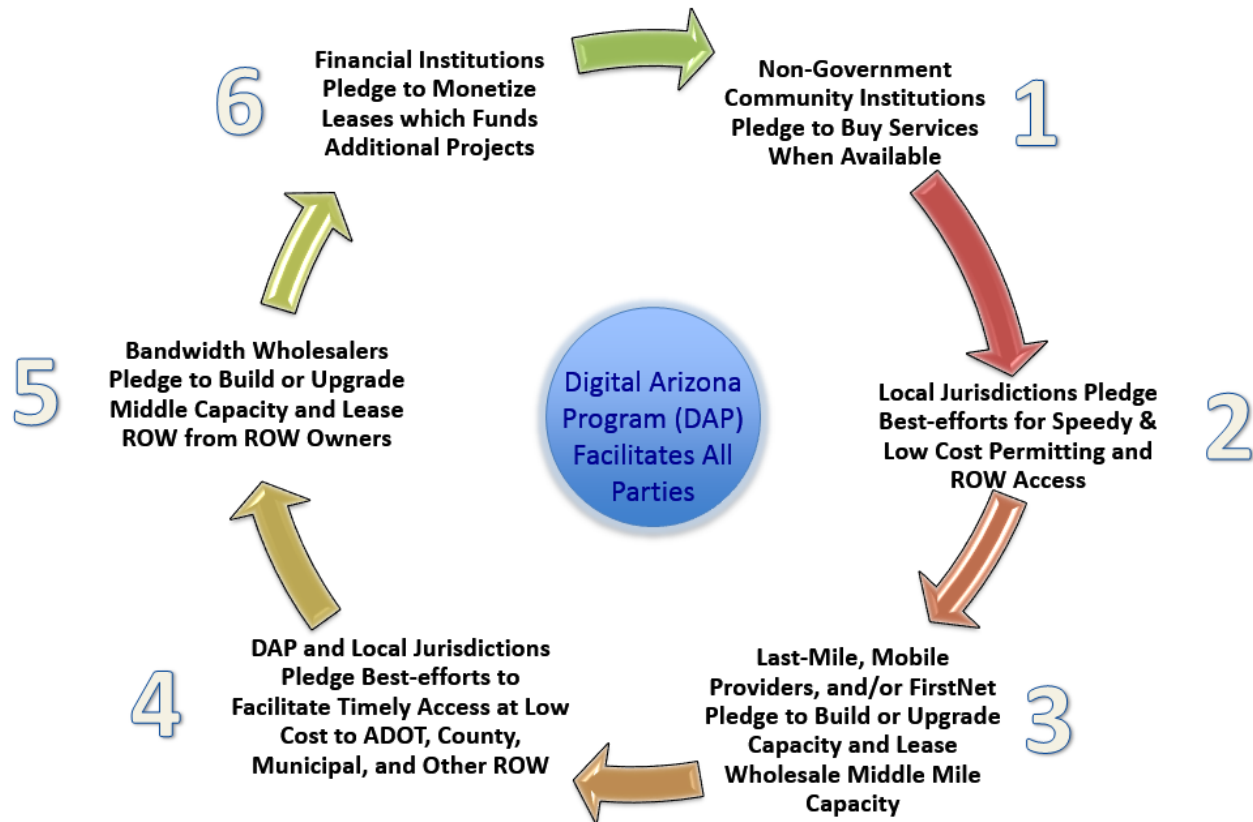 1
Non-Government
Community Institutions
Pledge to Buy Services
When Available
2
Local Jurisdictions Pledge
Best-efforts for Speedy &
Low Cost Permitting and
ROW Access
3
Last-Mile, Mobile
Providers, and/or FirstNet
Pledge to Build or Upgrade
Capacity and Lease
Wholesale Middle Mile
Capacity
4
DAP and Local Jurisdictions
Pledge Best-efforts to
Facilitate Timely Access at Low
Cost to ADOT, County,
Municipal, and Other ROW
5
Bandwidth Wholesalers
Pledge to Build or Upgrade
Middle Capacity and Lease
ROW from ROW Owners
6
Financial Institutions
Pledge to Monetize
Leases which Funds
Additional Projects
Digital Arizona
Program (DAP)
Facilitates All
Parties